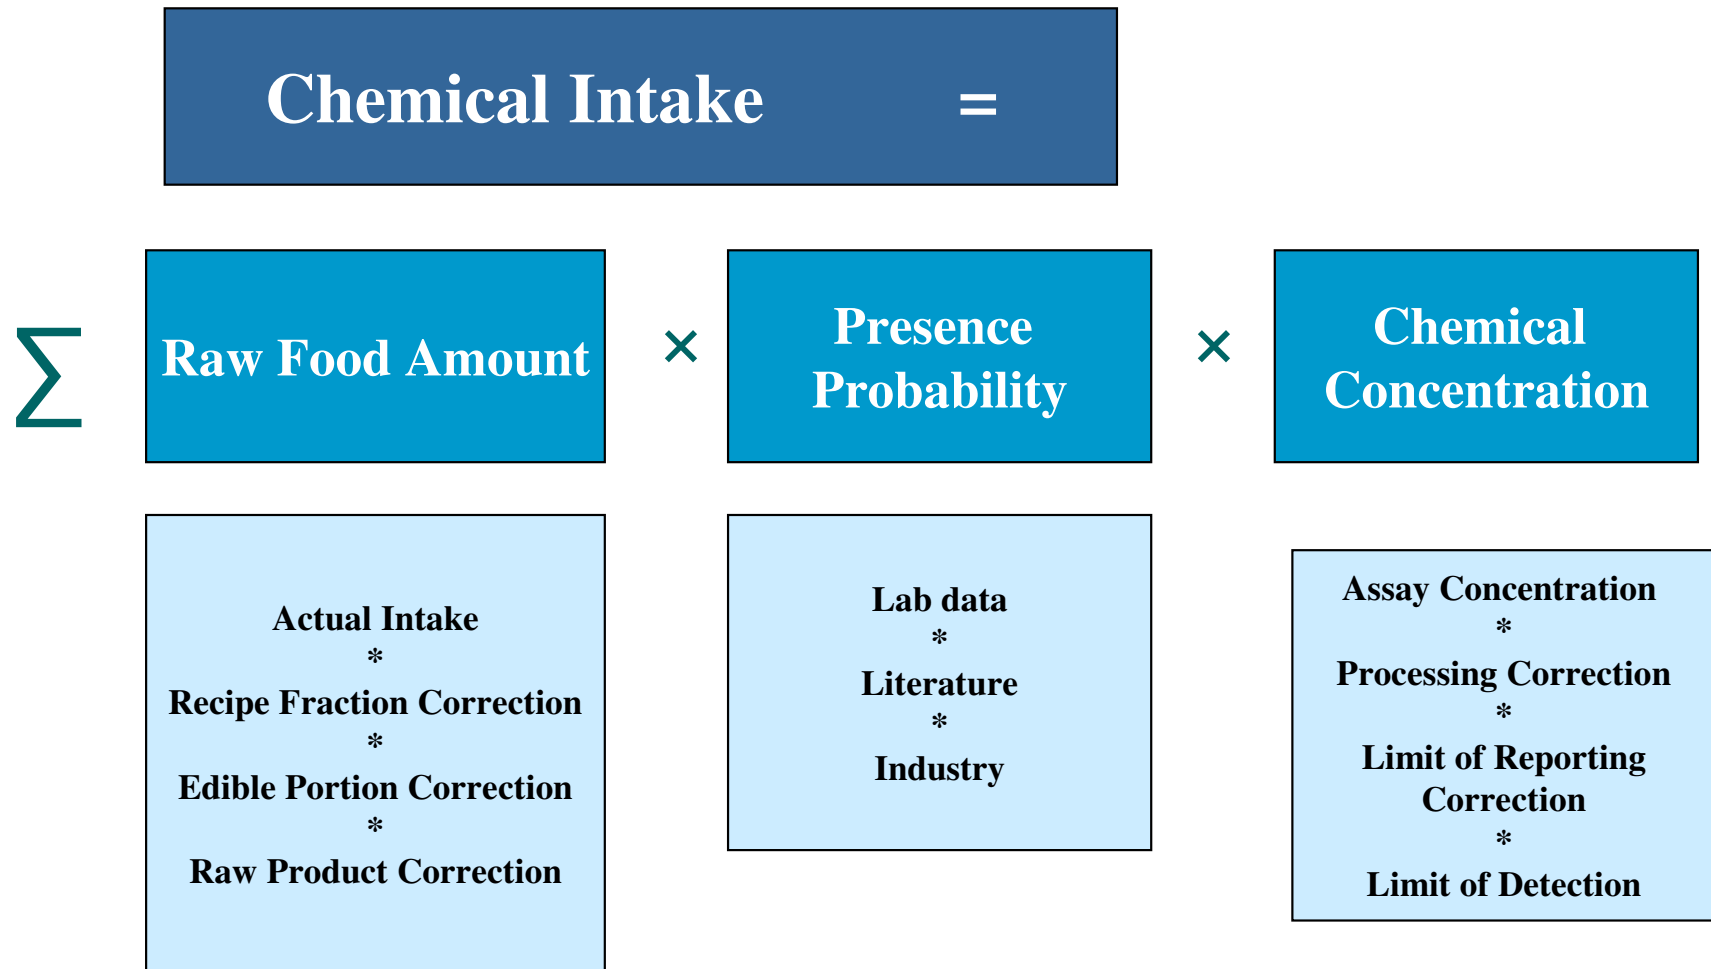 Chemical Intake =
∑
Raw Food Amount
×
Presence
Probability
×
Chemical
Concentration
Actual Intake
*
Recipe Fraction Correction
*
Edible Portion Correction
*
Raw Product Correction
Lab data
*
Literature
*
Industry
Assay Concentration
*
Processing Correction
*
Limit of Reporting
Correction
*
Limit of Detection